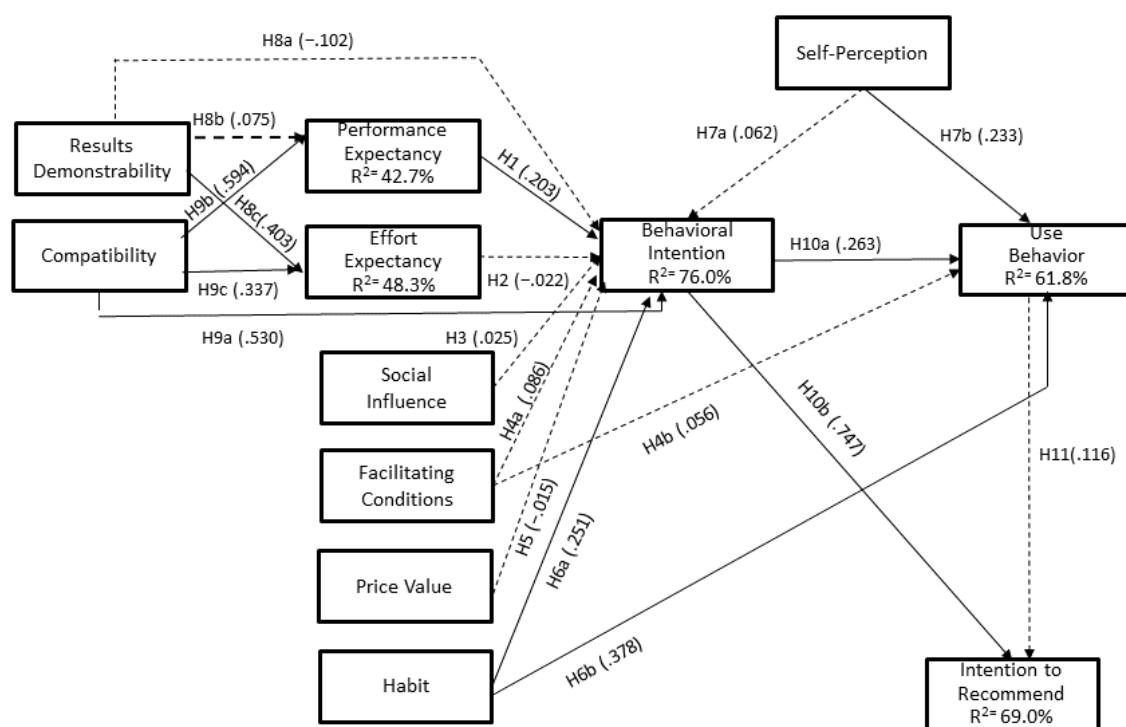 H8a (−.102)
Self-Perception
H8b (.075)
Results
Demonstrability
Performance
Expectancy
R²= 42.7%
H1 (.203)
H7a (.062)
H7b (.233)
H9b (.594)
H8c(.403)
Compatibility
Effort
Expectancy
R²= 48.3%
Behavioral
Intention
R²= 76.0%
H10a (.263)
Use
Behavior
R²= 61.8%
H9c (.337)
H2 (−.022)
H9a (.530)
H3 (.025)
Social
Influence
H4a (.086)
H4b (.056)
H10b (.747)
H11(.116)
Facilitating
Conditions
H5 (−.015)
H6a (.251)
Price Value
Habit
H6b (.378)
Intention to
Recommend
R²= 69.0%